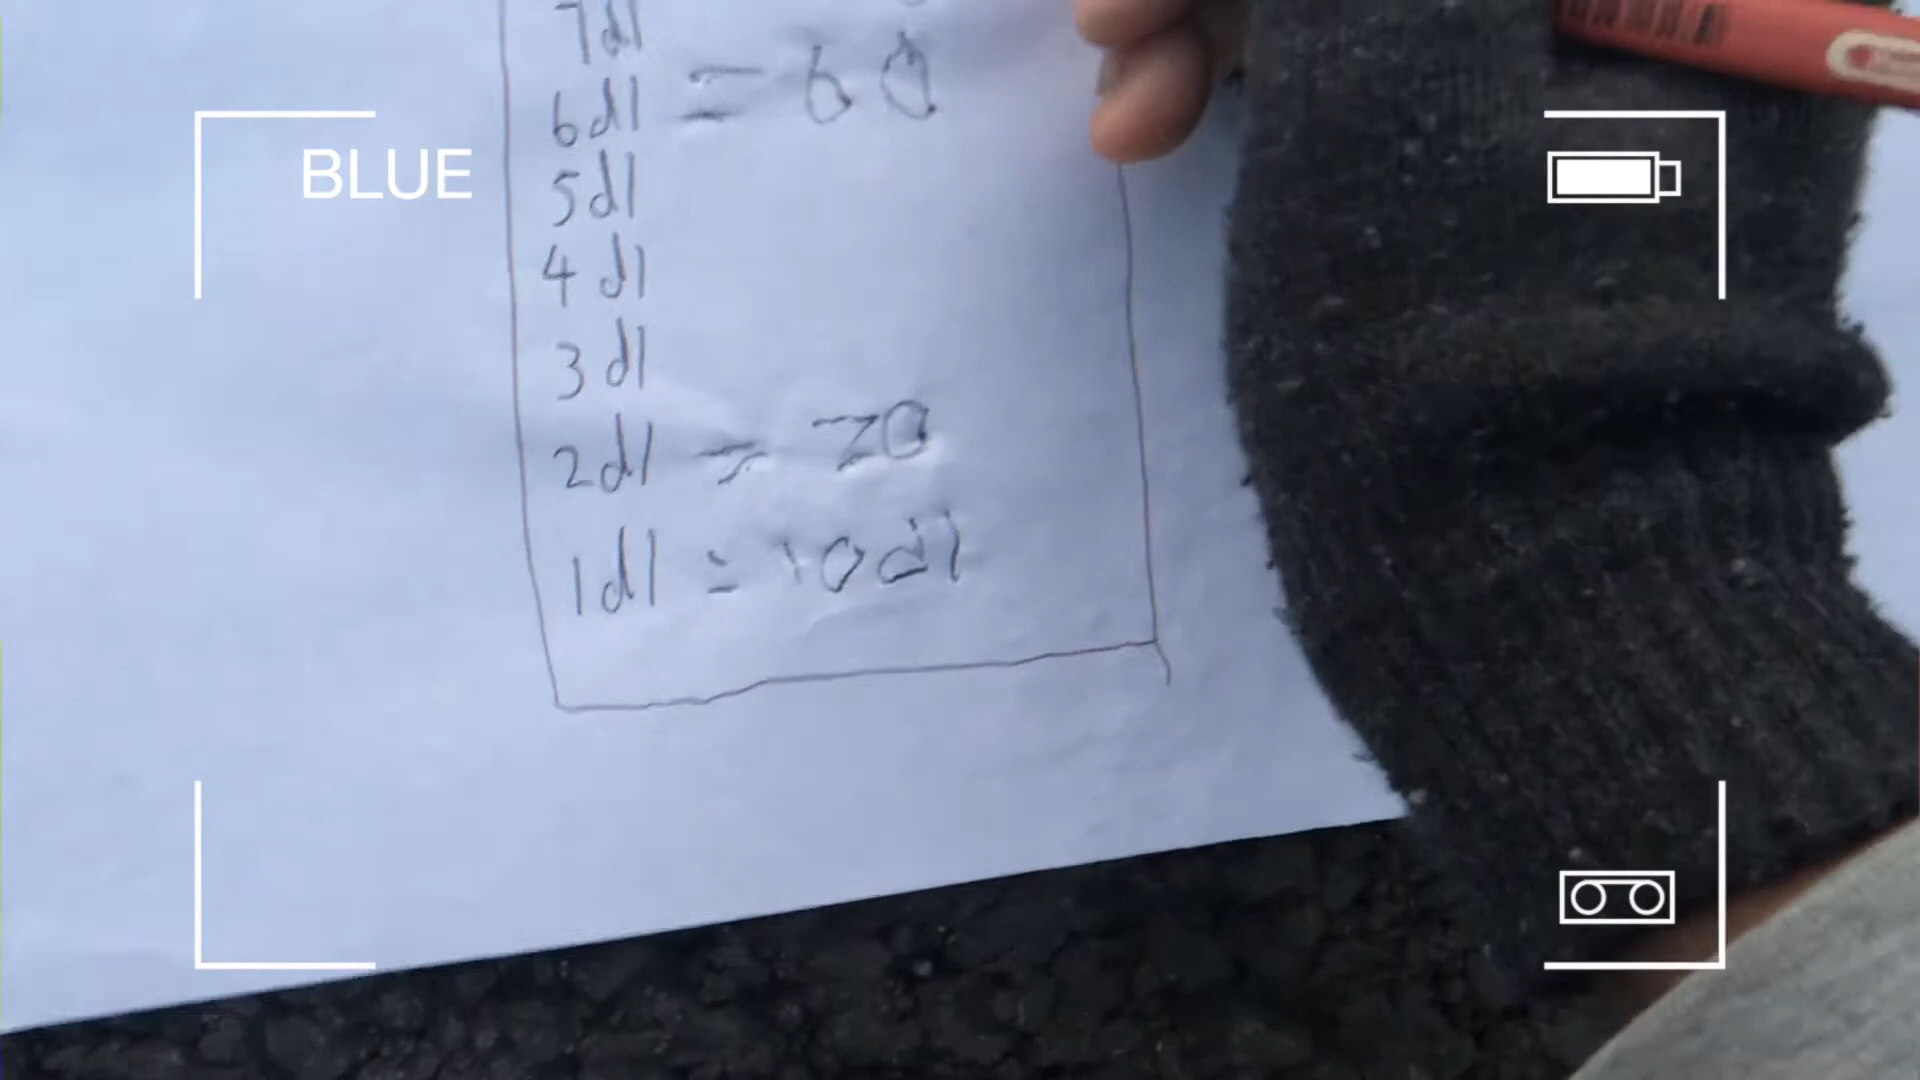 BLUE
7dl
6dl = 60
5dl
4dl
3dl
2dl = 20
1dl = 10dl